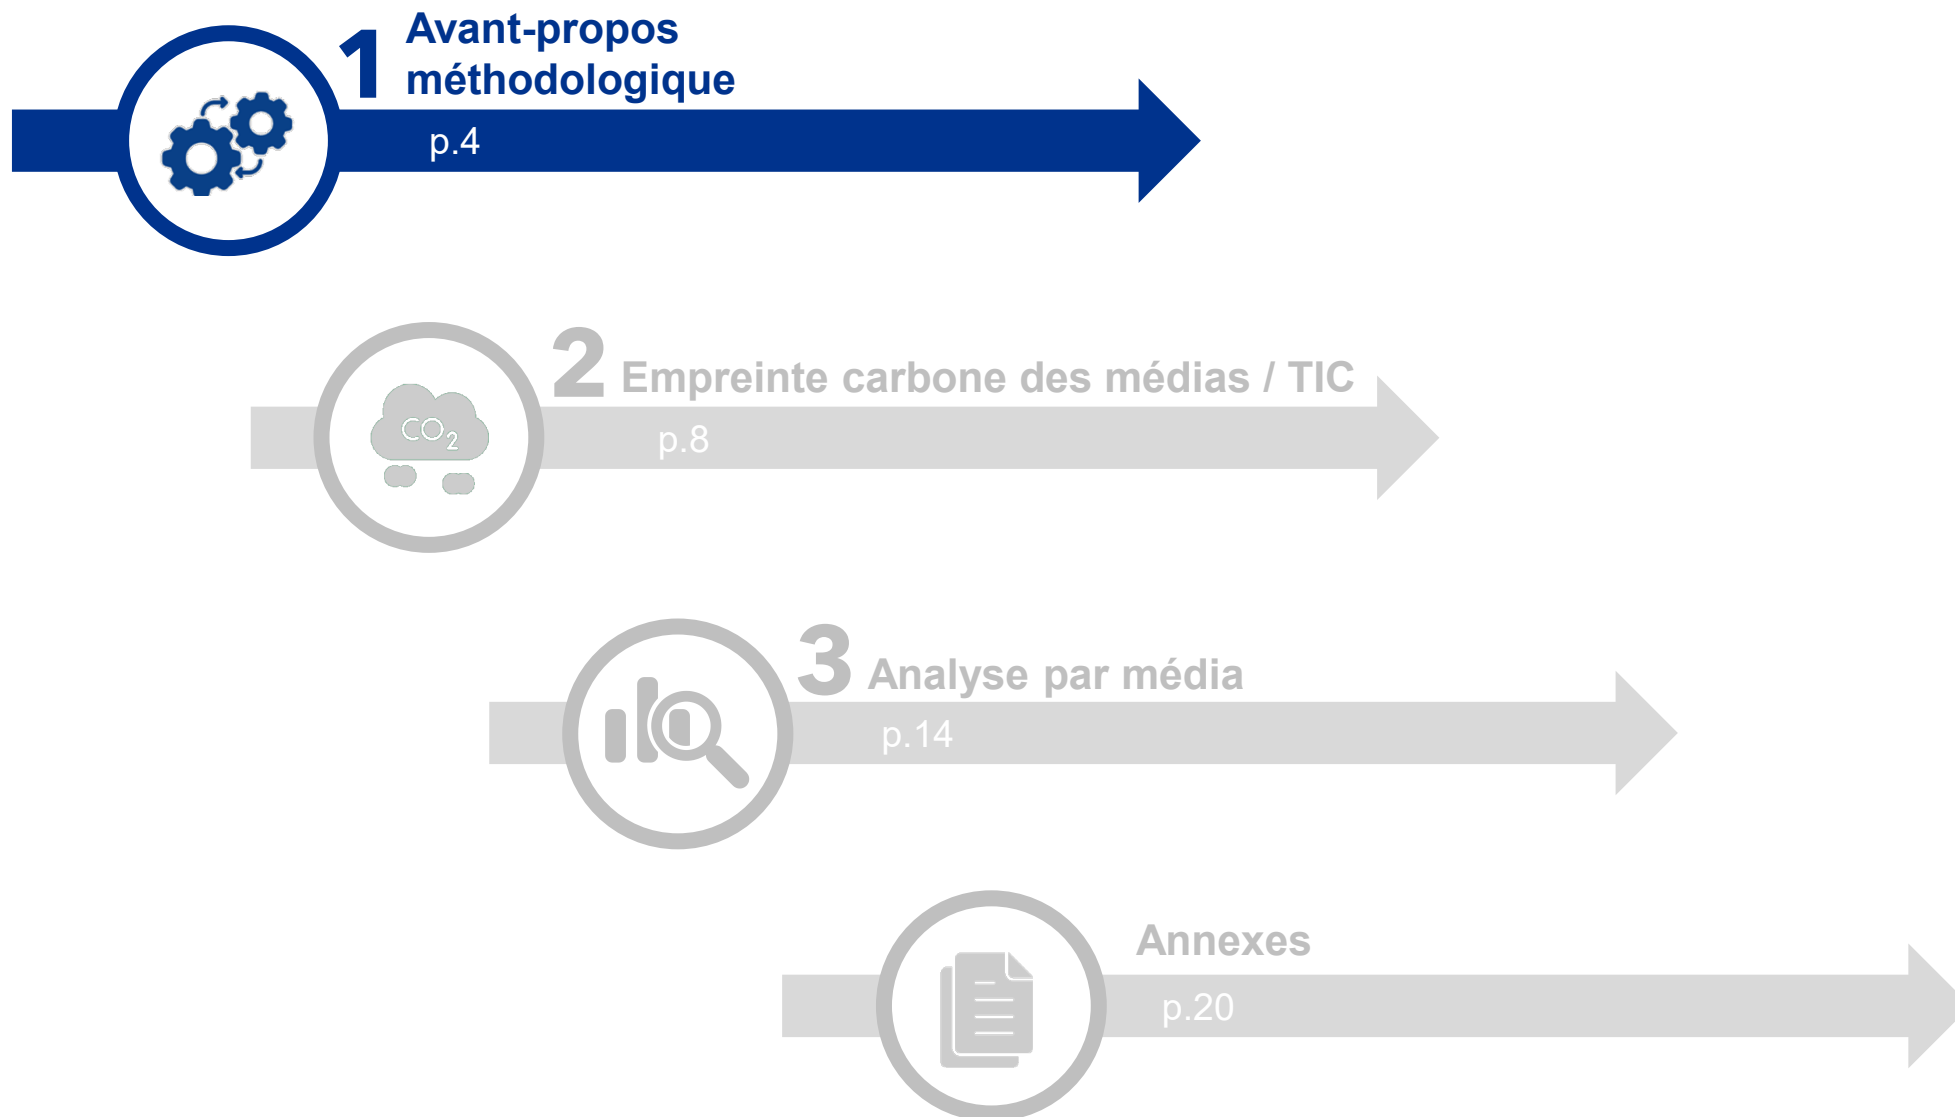 1
Avant-propos
méthodologique
p.4
2
Empreinte carbone des médias / TIC
CO2
p.8
3
Analyse par média
p.14
Annexes
p.20